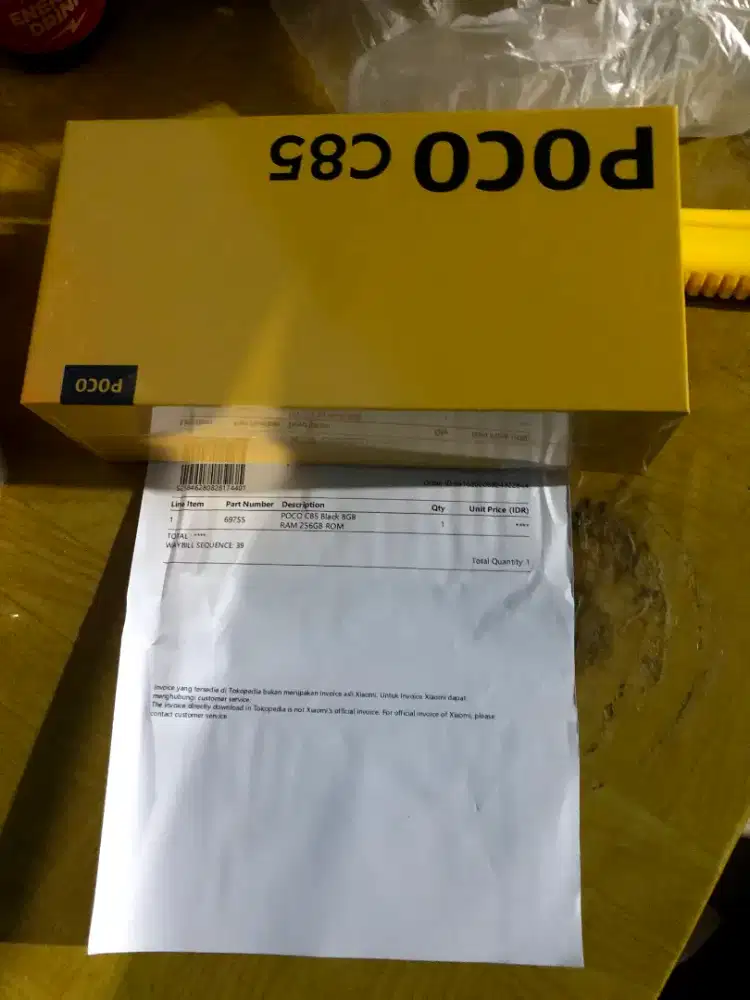 ENERGY
DRINK
POCO C85
POCO
Line Item Part Number Description Qty Unit Price (IDR)
1 69755 POCO C85 Black 8GB
RAM 256GB ROM 1 ****
TOTAL : ****
WAYBILL SEQUENCE: 39
Total Quantity: 1
Invoice yang tersedia di Tokopedia bukan merupakan invoice asli Xiaomi. Untuk Invoice Xiaomi dapat
menghubungi customer service.
The invoice directly download in Tokopedia is not Xiaomi's official invoice. For official invoice of Xiaomi, please
contact customer service.